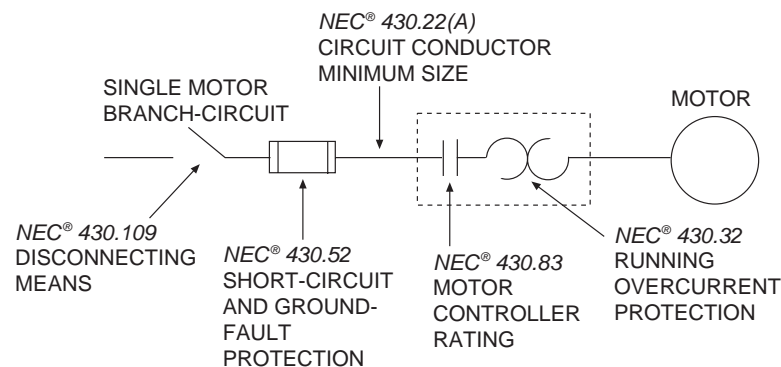 NEC® 430.22(A)
CIRCUIT CONDUCTOR
MINIMUM SIZE
SINGLE MOTOR
BRANCH-CIRCUIT
MOTOR
NEC® 430.109
DISCONNECTING
MEANS
NEC® 430.52
SHORT-CIRCUIT
AND GROUND-
FAULT
PROTECTION
NEC® 430.83
MOTOR
CONTROLLER
RATING
NEC® 430.32
RUNNING
OVERCURRENT
PROTECTION